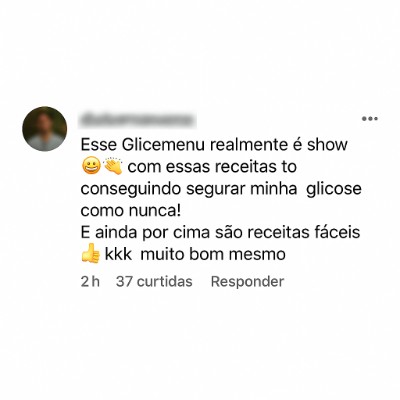 Esse Glicemenu realmente é show
😀👏 com essas receitas to
conseguindo segurar minha glicose
como nunca!
E ainda por cima são receitas fáceis
👍kkk muito bom mesmo
2 h 37 curtidas Responder